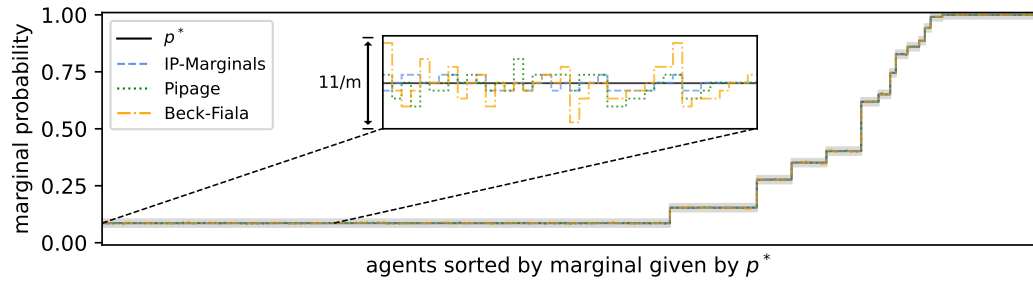 1.00
0.75
0.50
0.25
0.00
marginal probability
p*
IP-Marginals
Pipage
Beck-Fiala
11/m
agents sorted by marginal given by p*